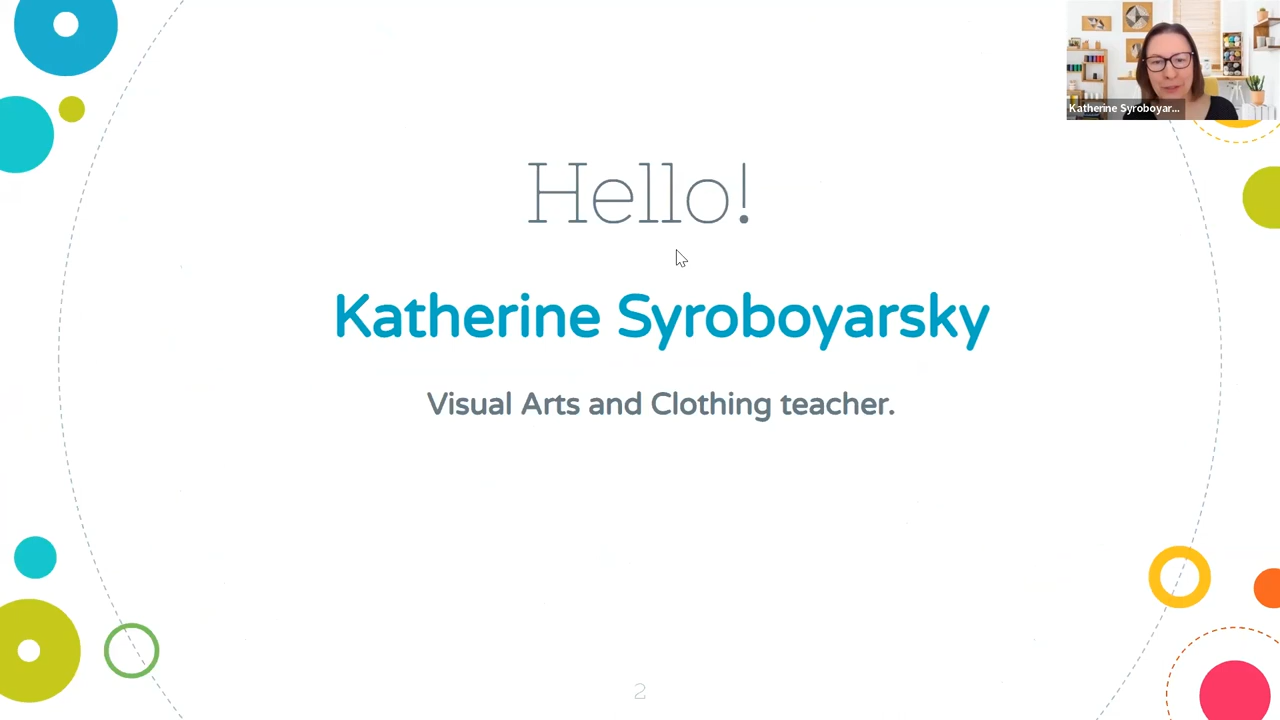 Katherine Syroboyar...
Hello!
Katherine Syroboyarsky
Visual Arts and Clothing teacher.
2